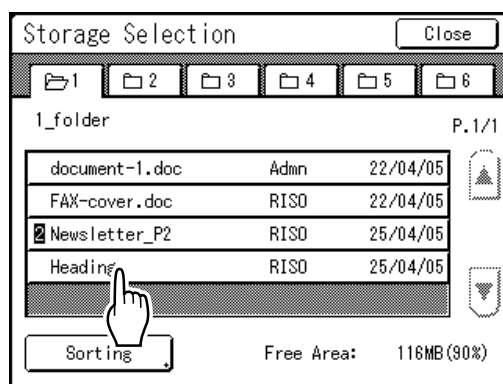 Storage Selection Close
1 2 3 4 5 6
1_folder P.1/1
document-1.doc Admn 22/04/05
FAX-cover.doc RISO 22/04/05
2 Newsletter_P2 RISO 25/04/05
Heading RISO 25/04/05
Sorting Free Area: 116MB(90%)